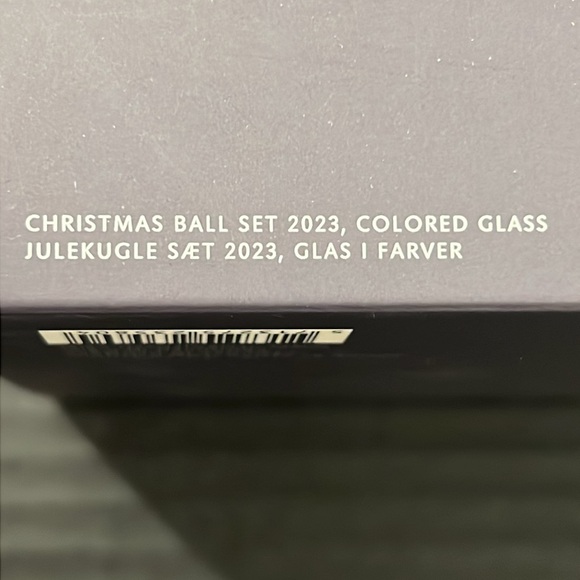 CHRISTMAS BALL SET 2023, COLORED GLASS
JULEKUGLE SÆT 2023, GLAS I FARVER